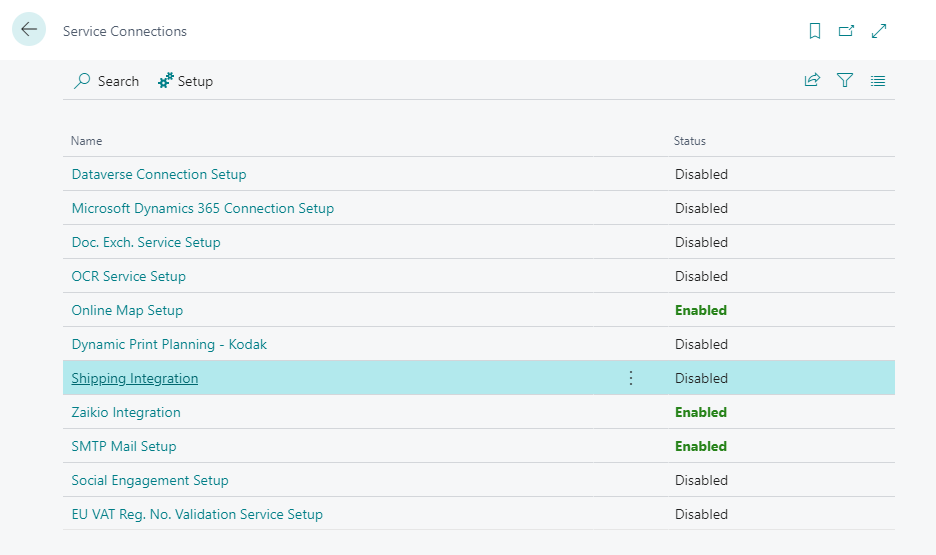 Service Connections
Search Setup
Name Status
Dataverse Connection Setup Disabled
Microsoft Dynamics 365 Connection Setup Disabled
Doc. Exch. Service Setup Disabled
OCR Service Setup Disabled
Online Map Setup Enabled
Dynamic Print Planning - Kodak Disabled
Shipping Integration Disabled
Zaikio Integration Enabled
SMTP Mail Setup Enabled
Social Engagement Setup Disabled
EU VAT Reg. No. Validation Service Setup Disabled